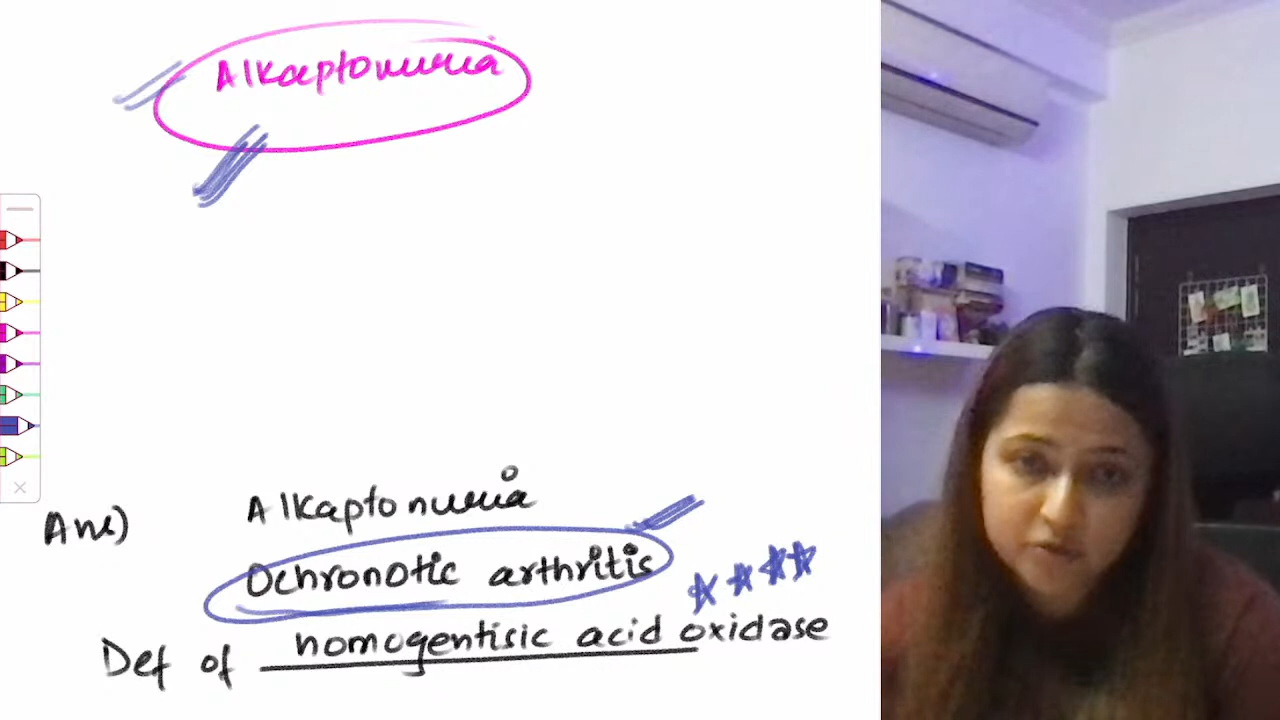 Alkaptonuria
Ans) Alkaptonuria
Ochronotic arthritis
Def of homogentisic acid oxidase